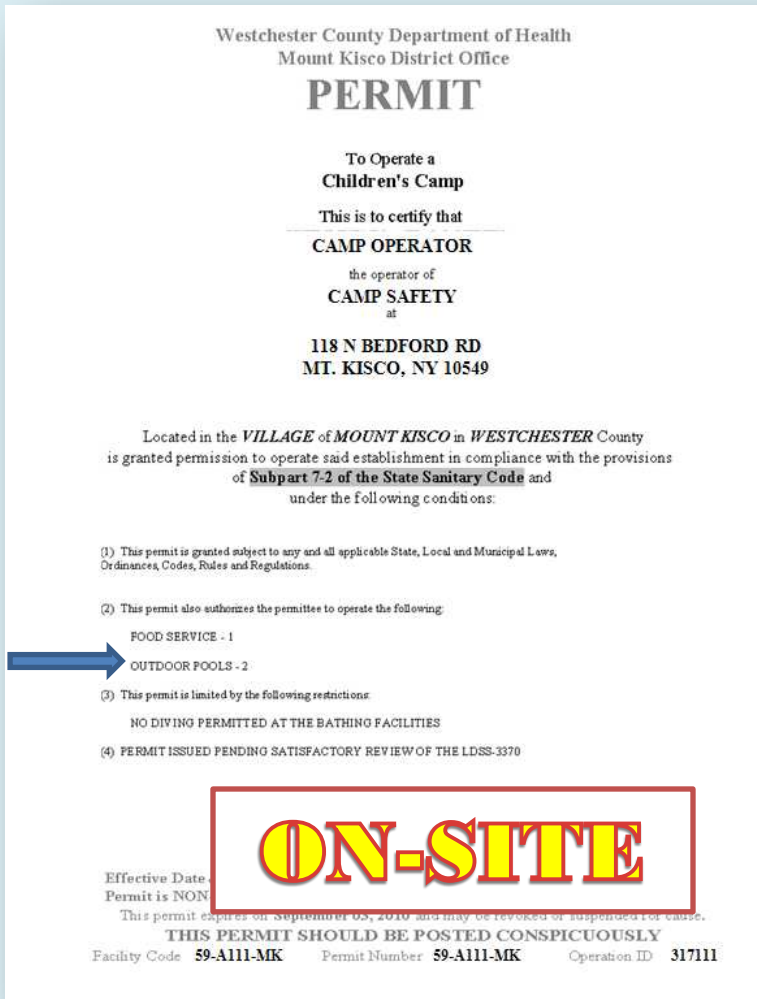 Westchester County Department of Health
Mount Kisco District Office
PERMIT
To Operate a
Children's Camp
This is to certify that
CAMP OPERATOR
the operator of
CAMP SAFETY
at
118 N BEDFORD RD
MT. KISCO, NY 10549
Located in the VILLAGE of MOUNT KISCO in WESTCHESTER County
is granted permission to operate said establishment in compliance with the provisions
of Subpart 7-2 of the State Sanitary Code and
under the following conditions:
(1) This permit is granted subject to any and all applicable State, Local and Municipal Laws,
Ordinances, Codes, Rules and Regulations.
(2) This permit also authorizes the permittee to operate the following:
FOOD SERVICE - 1
OUTDOOR POOLS - 2
(3) This permit is limited by the following restrictions:
NO DIVING PERMITTED AT THE BATHING FACILITIES
(4) PERMIT ISSUED PENDING SATISFACTORY REVIEW OF THE LDSS-3370
ON-SITE
Effective Date
Permit is NON
This permit expires on September 05, 2010 and may be revoked or suspended for cause.
THIS PERMIT SHOULD BE POSTED CONSPICUOUSLY
Facility Code 59-A111-MK Permit Number 59-A111-MK Operation ID 317111